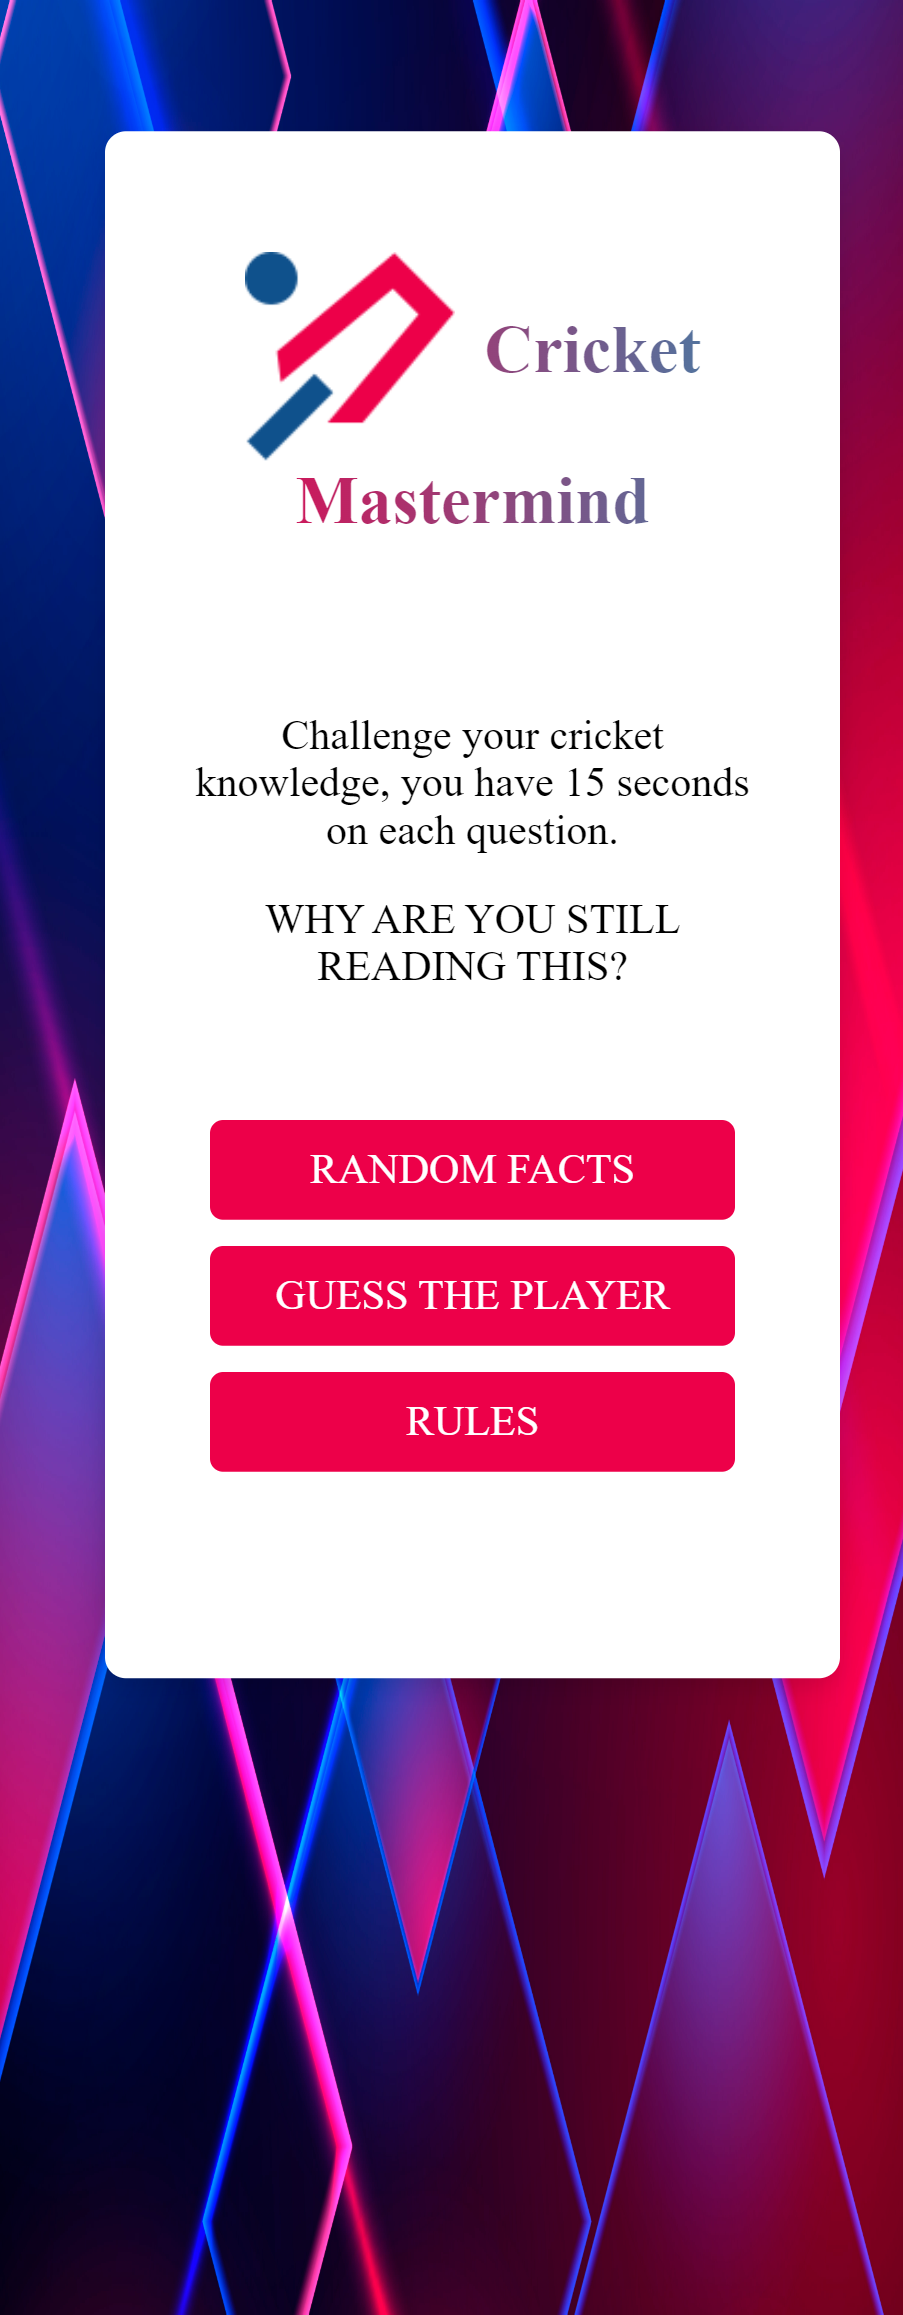 Cricket
Mastermind
Challenge your cricket
knowledge, you have 15 seconds
on each question.
WHY ARE YOU STILL
READING THIS?
RANDOM FACTS
GUESS THE PLAYER
RULES